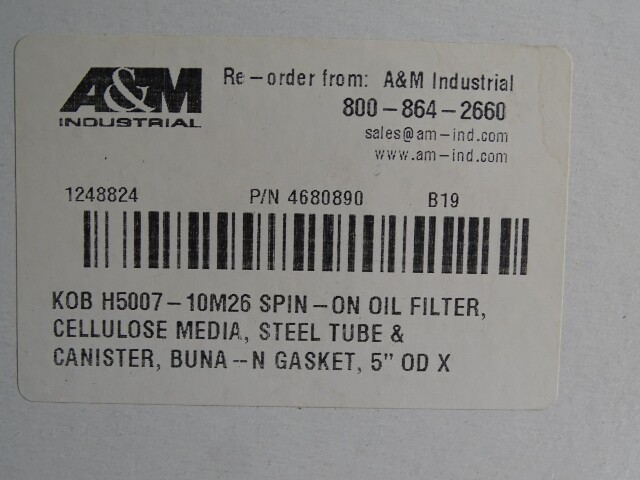 A&M
INDUSTRIAL
Re-order from: A&M Industrial
800-864-2660
sales@am-ind.com
www.am-ind.com
1248824 P/N 4680890 B19
KOB H5007-10M26 SPIN-ON OIL FILTER,
CELLULOSE MEDIA, STEEL TUBE &
CANISTER, BUNA--N GASKET, 5" OD X